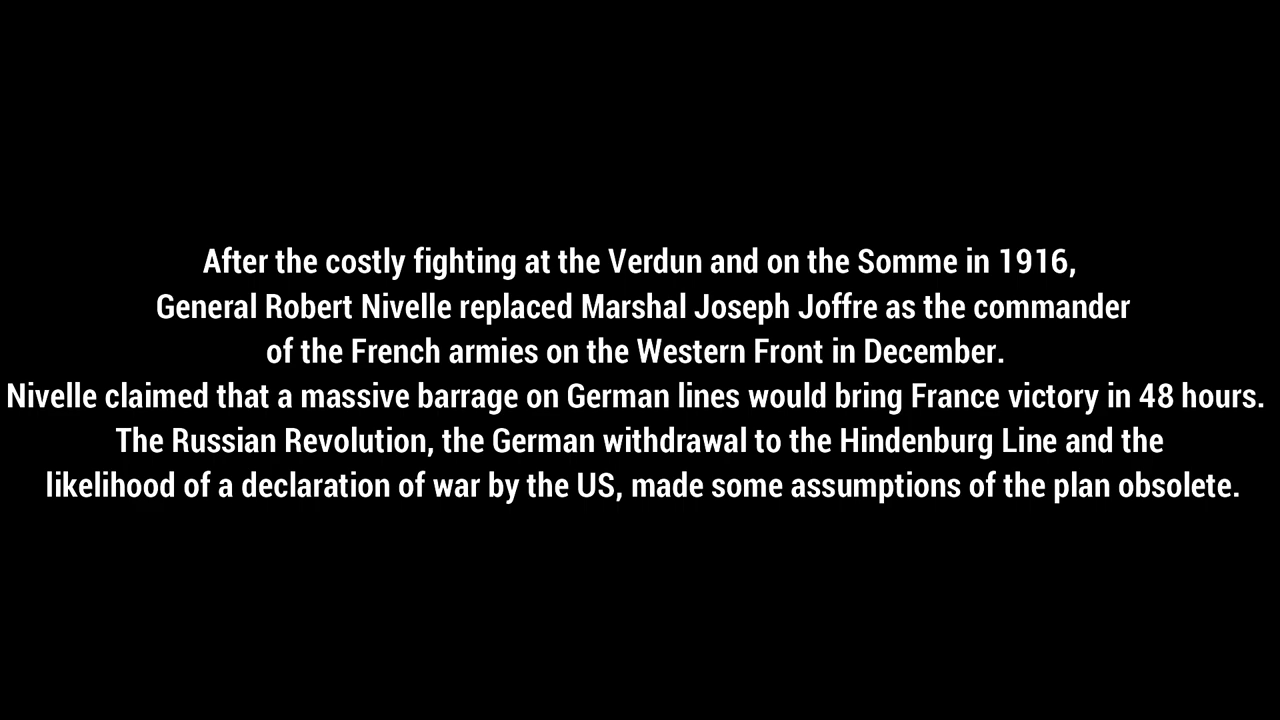 After the costly fighting at the Verdun and on the Somme in 1916,
General Robert Nivelle replaced Marshal Joseph Joffre as the commander
of the French armies on the Western Front in December.
Nivelle claimed that a massive barrage on German lines would bring France victory in 48 hours.
The Russian Revolution, the German withdrawal to the Hindenburg Line and the
likelihood of a declaration of war by the US, made some assumptions of the plan obsolete.